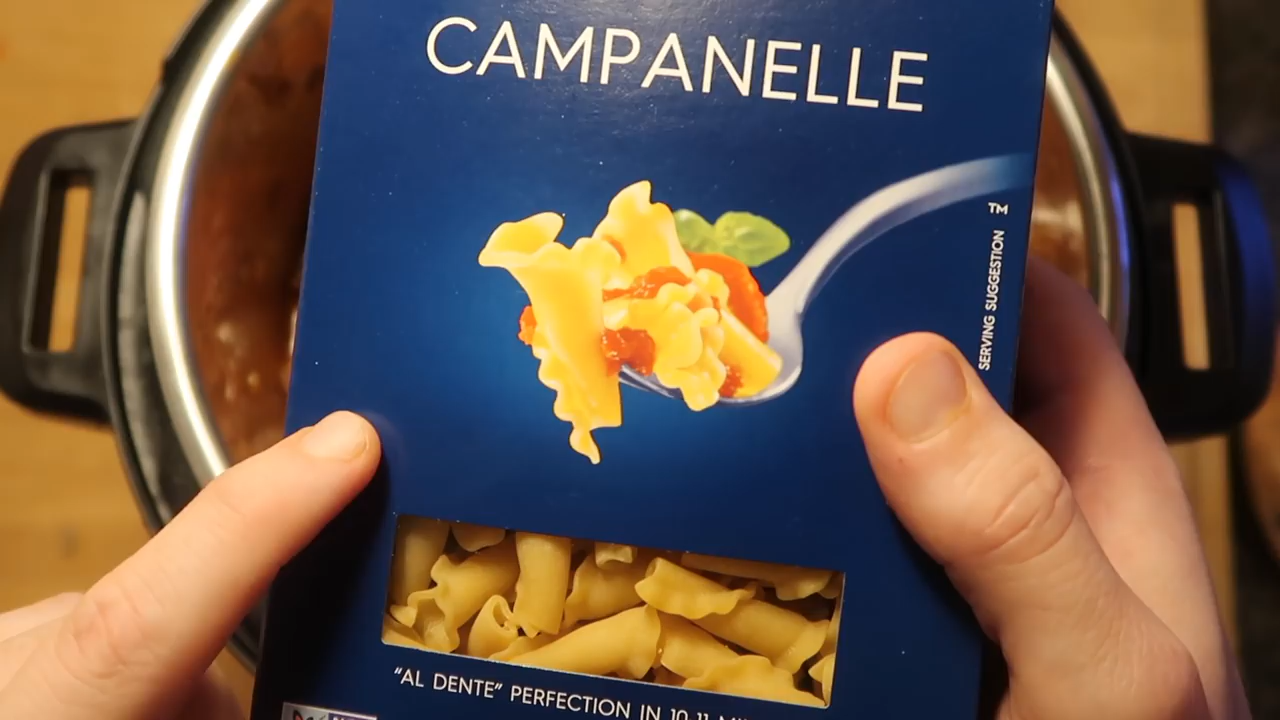 CAMPANELLE
TM
SERVING SUGGESTION
"AL DENTE" PERFECTION IN 10-11